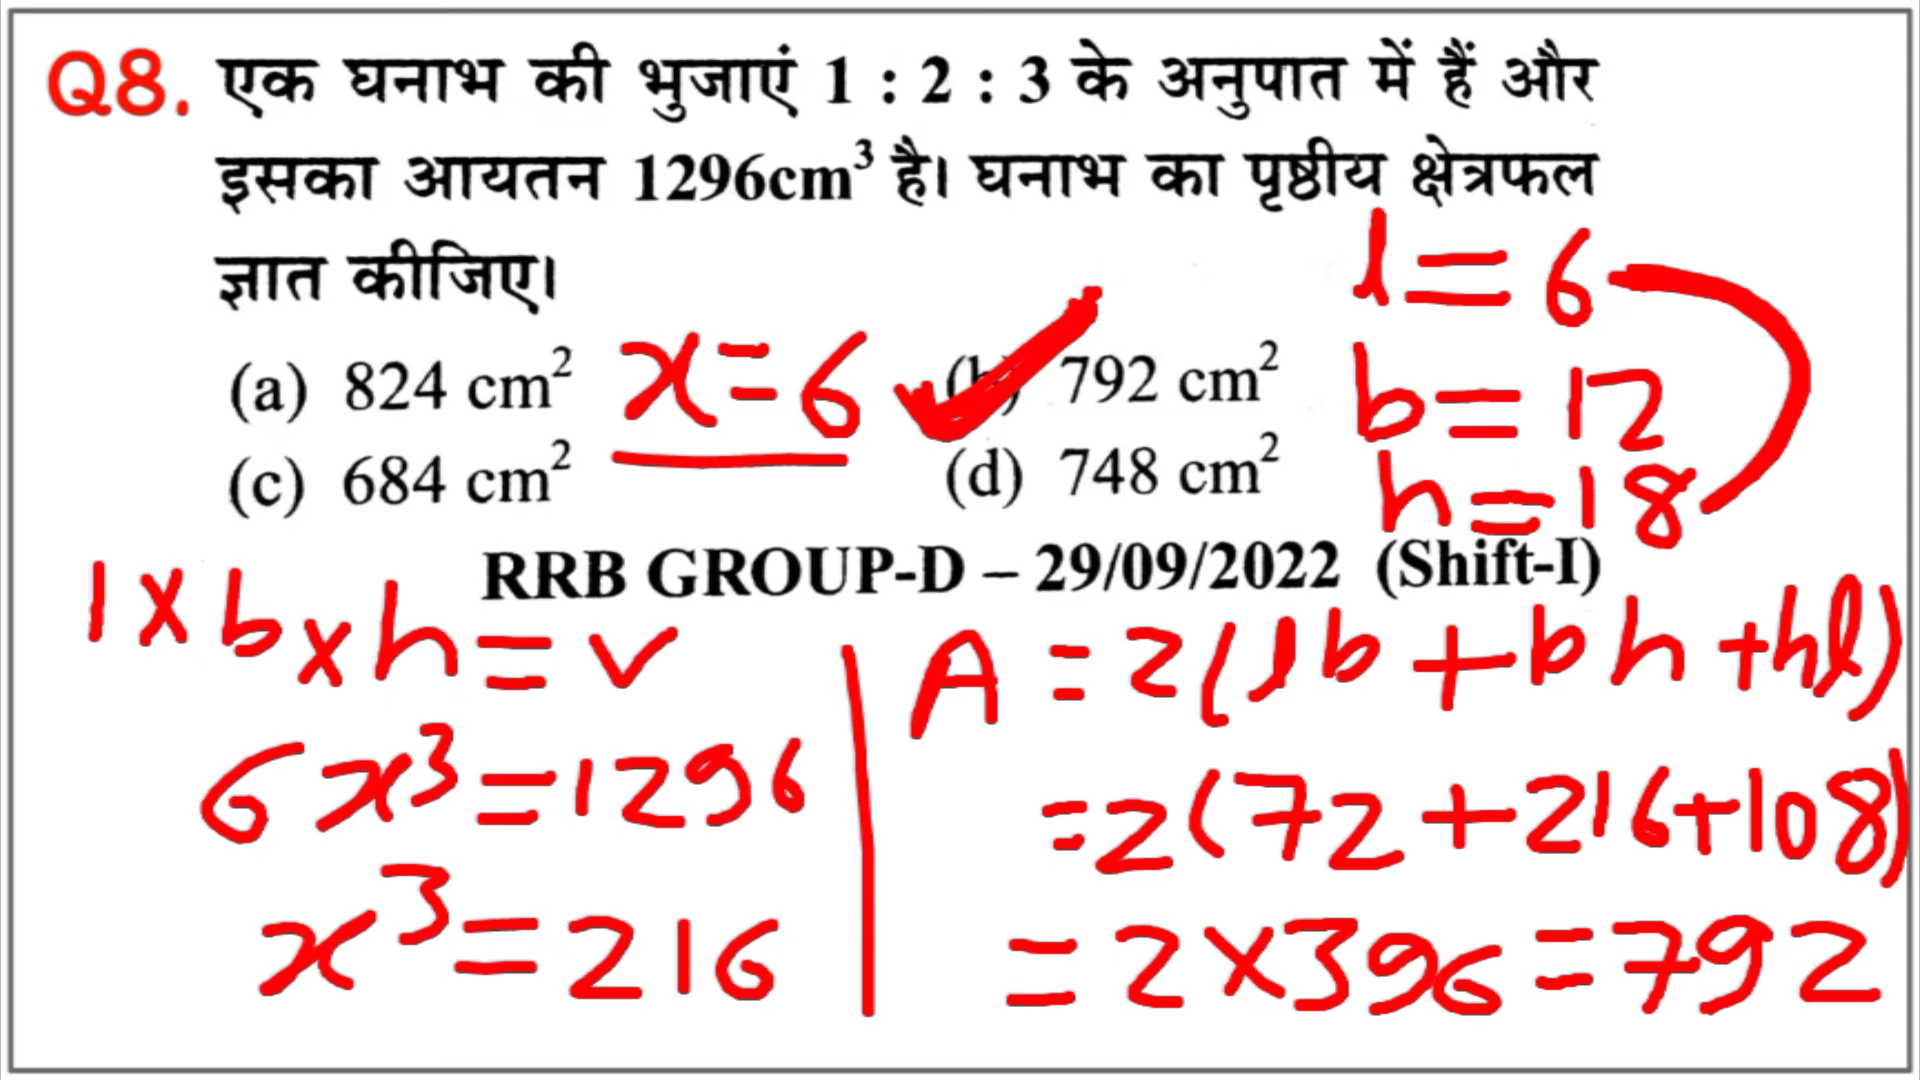 Q8. एक घनाभ की भुजाएं 1 : 2 : 3 के अनुपात में हैं और
इसका आयतन 1296cm³ है। घनाभ का पृष्ठीय क्षेत्रफल
ज्ञात कीजिए।
l = 6
b = 12
h = 18
(a) 824 cm² x = 6 (b) 792 cm²
(c) 684 cm² (d) 748 cm²
RRB GROUP-D – 29/09/2022 (Shift-I)
l × b × h = v
6x³ = 1296
x³ = 216
A = 2(lb + bh + hl)
= 2(72 + 216 + 108)
= 2 × 396 = 792